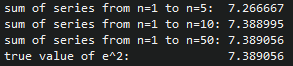 sum of series from n=1 to n=5:  7.266667
sum of series from n=1 to n=10: 7.388995
sum of series from n=1 to n=50: 7.389056
true value of e^2:              7.389056